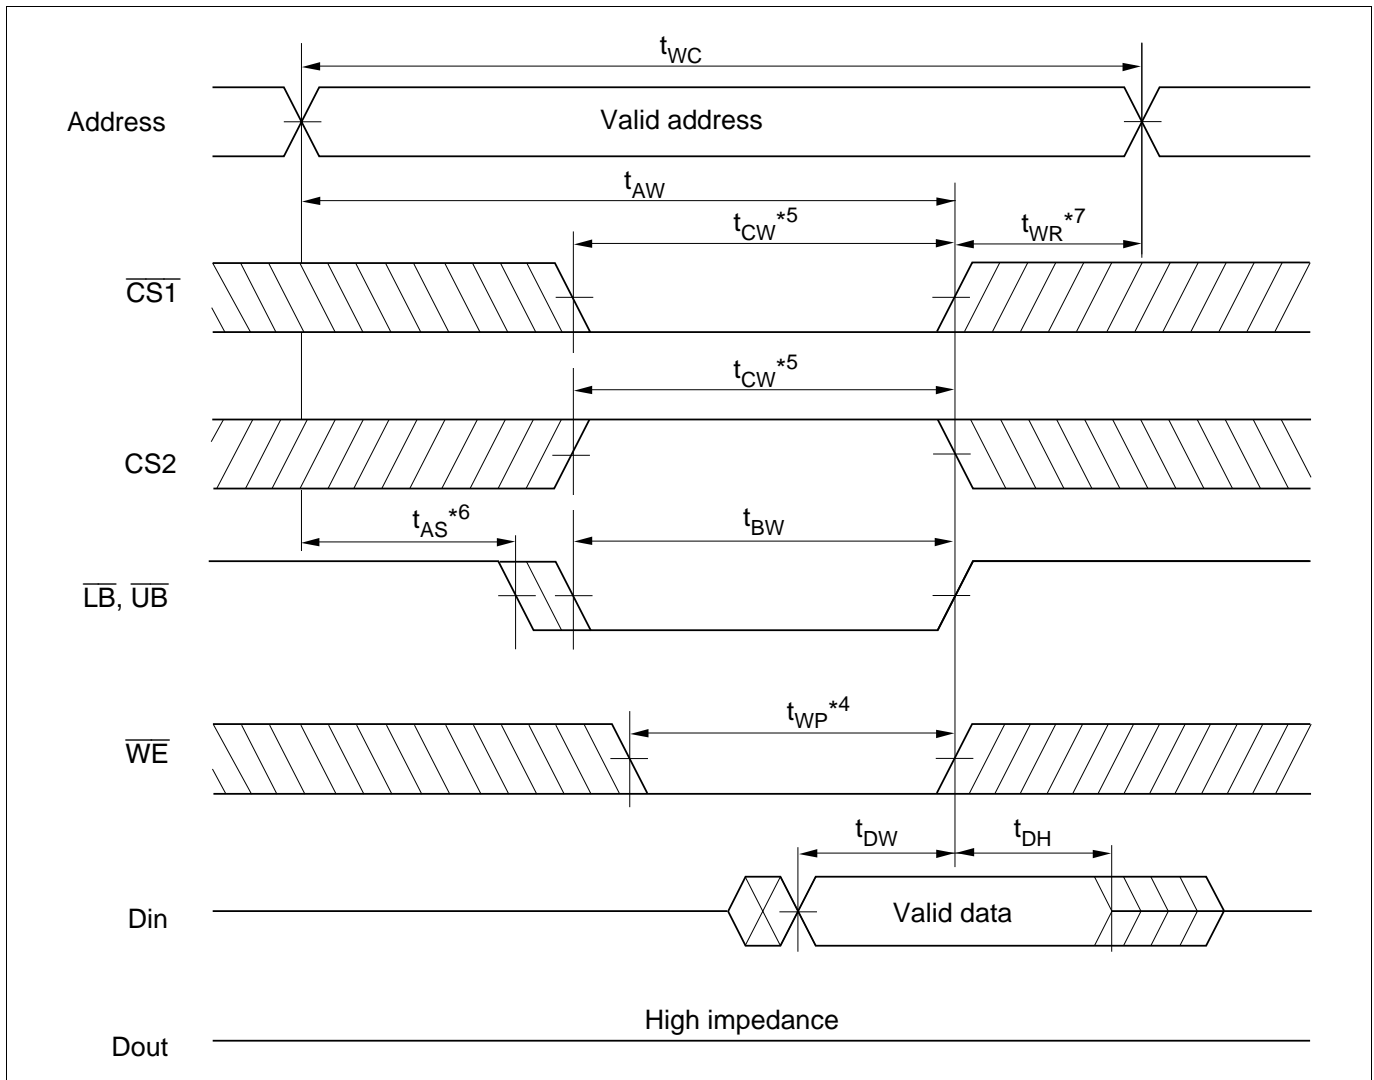 tWC
Address
Valid address
tAW
tCW*5
tWR*7
CS1
tCW*5
CS2
tAS*6
tBW
LB, UB
tWP*4
WE
tDW
tDH
Din
Valid data
High impedance
Dout